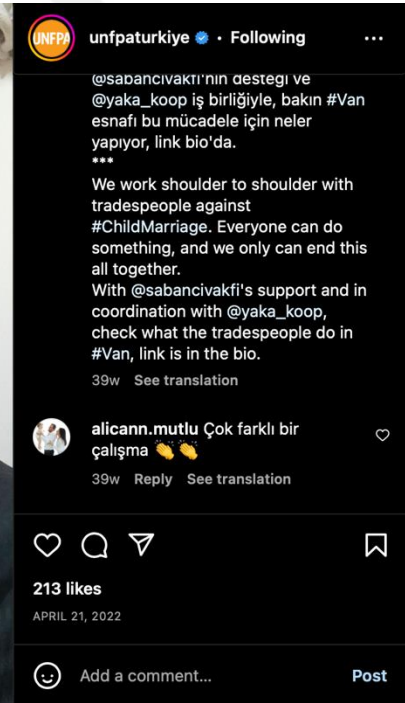 UNFPA
unfpaturkiye • Following
@sabancivakfi'nin desteği ve
@yaka_koop iş birliğiyle, bakın #Van
esnafı bu mücadele için neler
yapıyor, link bio'da.
***
We work shoulder to shoulder with
tradespeople against
#ChildMarriage. Everyone can do
something, and we only can end this
all together.
With @sabancivakfi's support and in
coordination with @yaka_koop,
check what the tradespeople do in
#Van, link is in the bio.
39w See translation
alicann.mutlu Çok farklı bir
çalışma 👏👏
39w Reply See translation
213 likes
APRIL 21, 2022
Add a comment...
Post